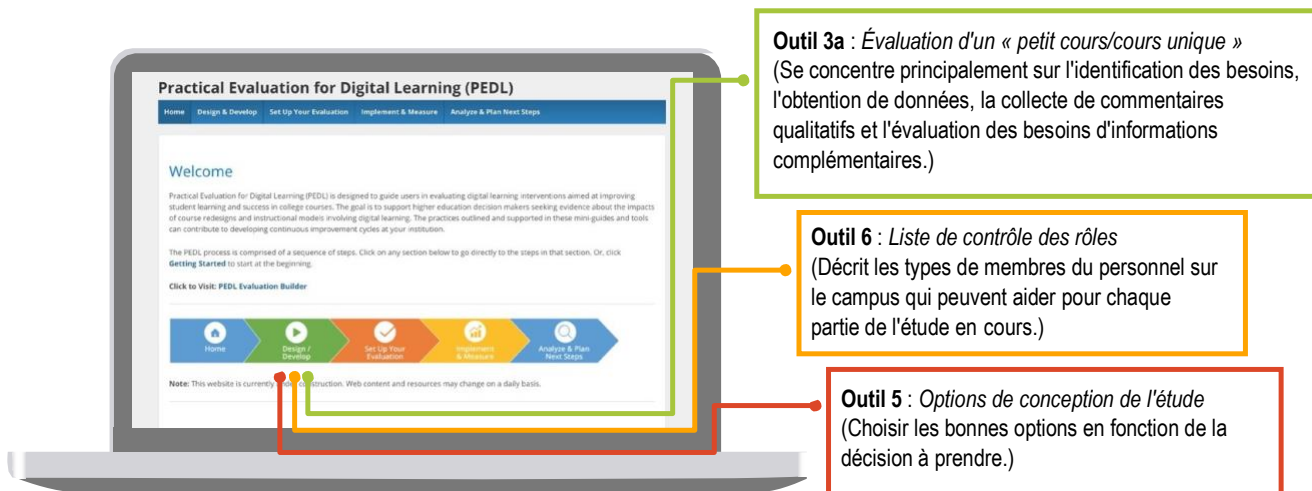 Practical Evaluation for Digital Learning (PEDL)
Home Design & Develop Set Up Your Evaluation Implement & Measure Analyze & Plan Next Steps
Welcome
Practical Evaluation for Digital Learning (PEDL) is designed to guide users in evaluating digital learning interventions aimed at improving
student learning and success in college courses. The goal is to support higher education decision makers seeking evidence about the impacts
of course redesigns and instructional models involving digital learning. The practices outlined and supported in these mini-guides and tools
can contribute to developing continuous improvement cycles at your institution.
The PEDL process is comprised of a sequence of steps. Click on any section below to go directly to the steps in that section. Or, click
Getting Started to start at the beginning.
Click to Visit: PEDL Evaluation Builder
Home
Design /
Develop
Set Up Your
Evaluation
Implement
& Measure
Analyze & Plan
Next Steps
Note: This website is currently under construction. Web content and resources may change on a daily basis.
Outil 3a : Évaluation d'un « petit cours/cours unique »
(Se concentre principalement sur l'identification des besoins,
l'obtention de données, la collecte de commentaires
qualitatifs et l'évaluation des besoins d'informations
complémentaires.)
Outil 6 : Liste de contrôle des rôles
(Décrit les types de membres du personnel sur
le campus qui peuvent aider pour chaque
partie de l'étude en cours.)
Outil 5 : Options de conception de l'étude
(Choisir les bonnes options en fonction de la
décision à prendre.)